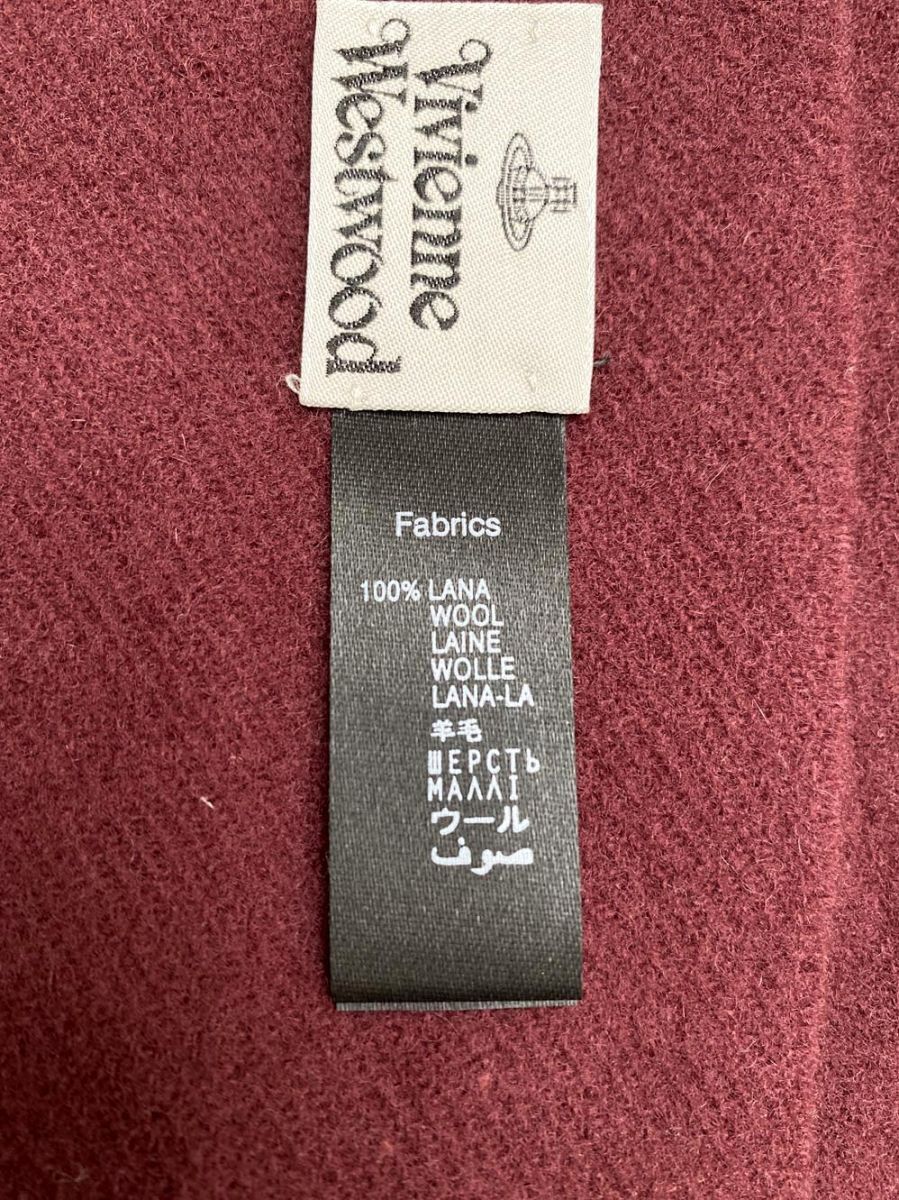 Vivienne
Westwood
Fabrics
100% LANA
WOOL
LAINE
WOLLE
LANA-LA
羊毛
ШЕРСТЬ
ΜΑΛΛΙ
ウール
صوف